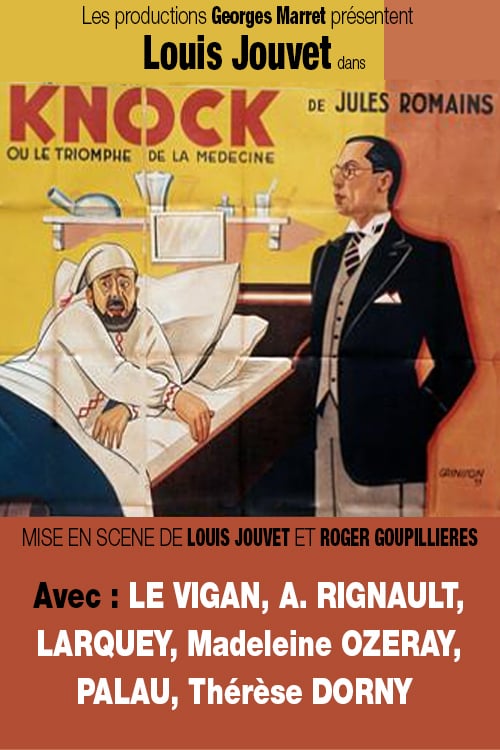 Les productions Georges Marret présentent
Louis Jouvet dans
KNOCK
DE JULES ROMAINS
OU LE TRIOMPHE DE LA MEDECINE
MISE EN SCENE DE LOUIS JOUVET ET ROGER GOUPILLIERES
Avec : LE VIGAN, A. RIGNAULT,
LARQUEY, Madeleine OZERAY,
PALAU, Thérèse DORNY